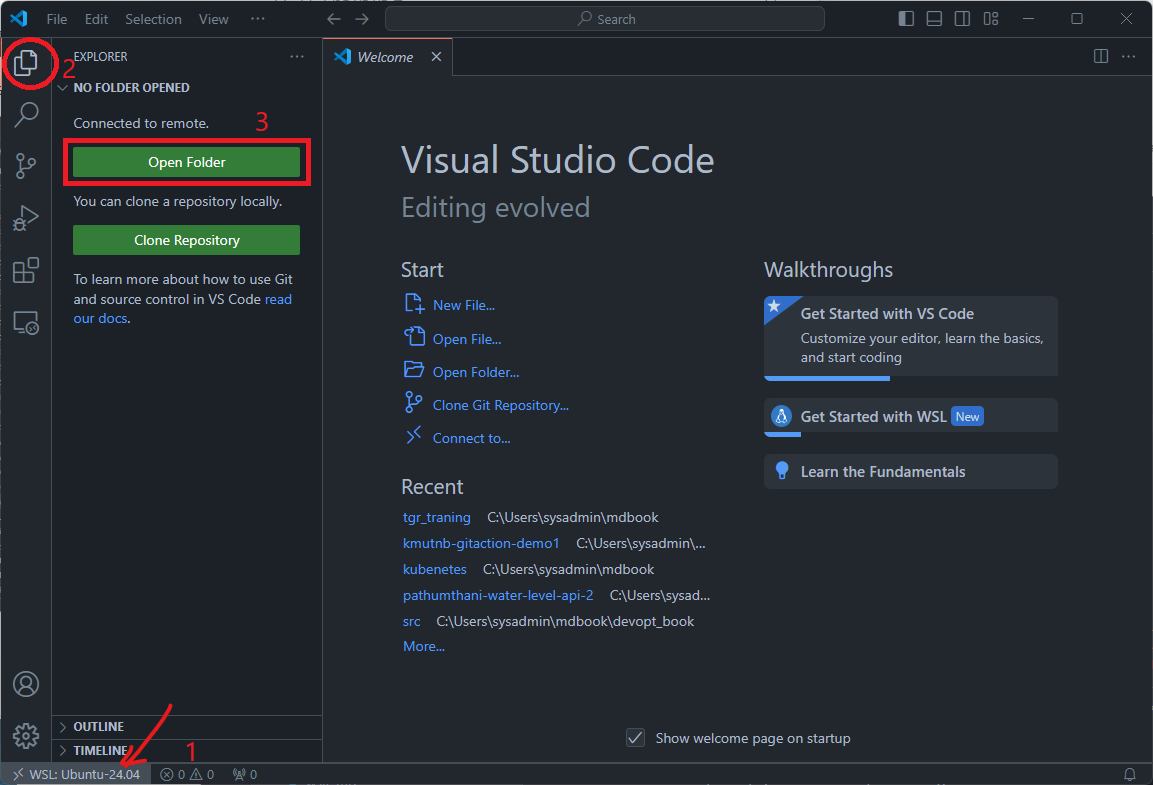 File Edit Selection View ···
Search
EXPLORER ···
2
NO FOLDER OPENED
Connected to remote.
3
Open Folder
You can clone a repository locally.
Clone Repository
To learn more about how to use Git
and source control in VS Code read
our docs.
OUTLINE
TIMELINE
1
WSL: Ubuntu-24.04 0 0 0
Welcome
Visual Studio Code
Editing evolved
Start
New File...
Open File...
Open Folder...
Clone Git Repository...
Connect to...
Recent
tgr_traning C:\Users\sysadmin\mdbook
kmutnb-gitaction-demo1 C:\Users\sysadmin\...
kubenetes C:\Users\sysadmin\mdbook
pathumthani-water-level-api-2 C:\Users\sysad...
src C:\Users\sysadmin\mdbook\devopt_book
More...
Walkthroughs
Get Started with VS Code
Customize your editor, learn the basics,
and start coding
Get Started with WSL New
Learn the Fundamentals
Show welcome page on startup